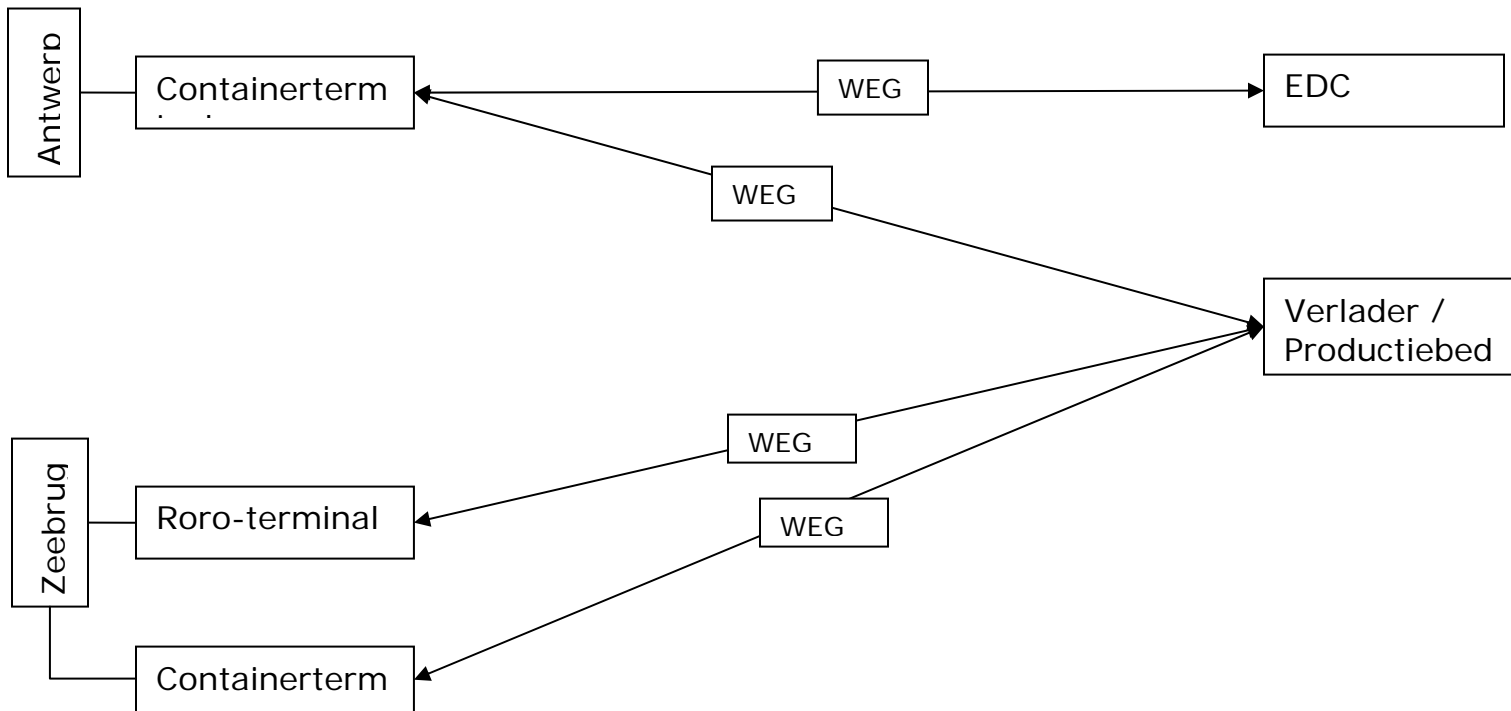 Antwerp
Containerterm
WEG
EDC
WEG
Verlader /
Productiebed
WEG
Zeebrug
Roro-terminal
WEG
Containerterm